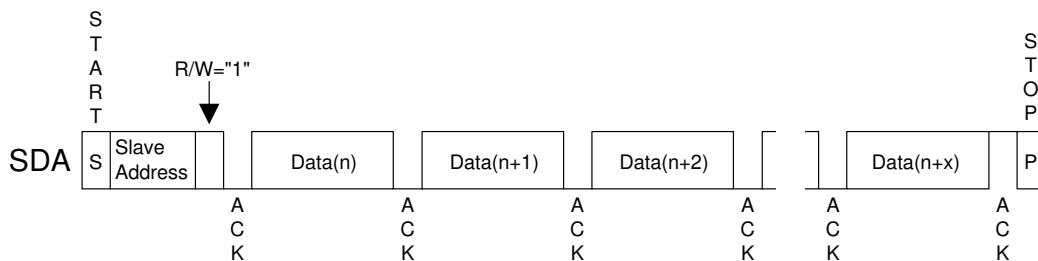 START
STOP
R/W="1"
SDA
S
Slave
Address
Data(n)
Data(n+1)
Data(n+2)
Data(n+x)
P
ACK
ACK
ACK
ACK
ACK
ACK